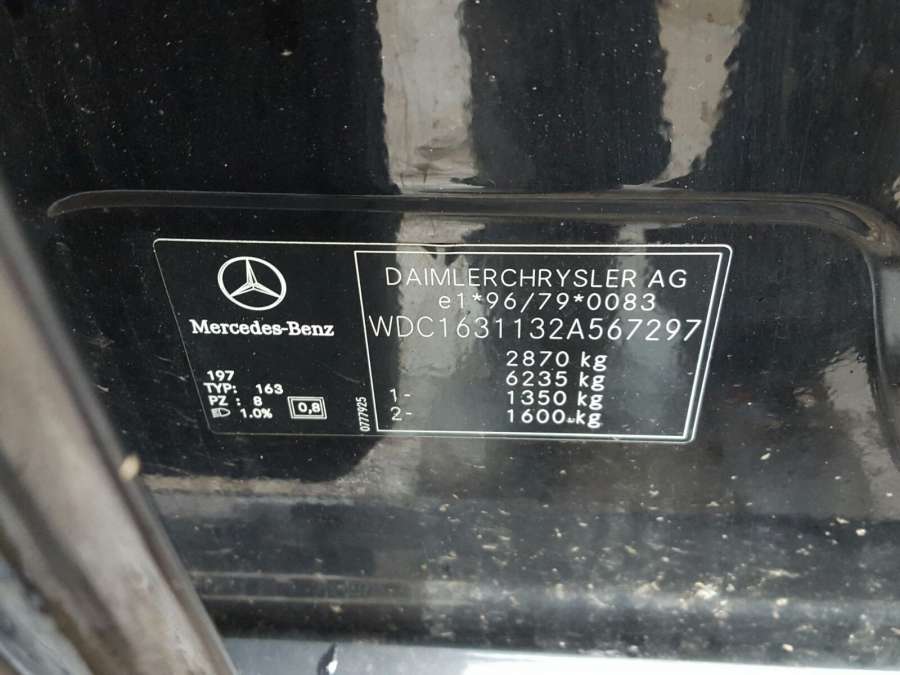 Mercedes-Benz
197
TYP: 163
PZ : 8
1.0%
0,8
0777925
DAIMLERCHRYSLER AG
e1*96/79*0083
WDC1631132A567297
2870 kg
6235 kg
1- 1350 kg
2- 1600 kg